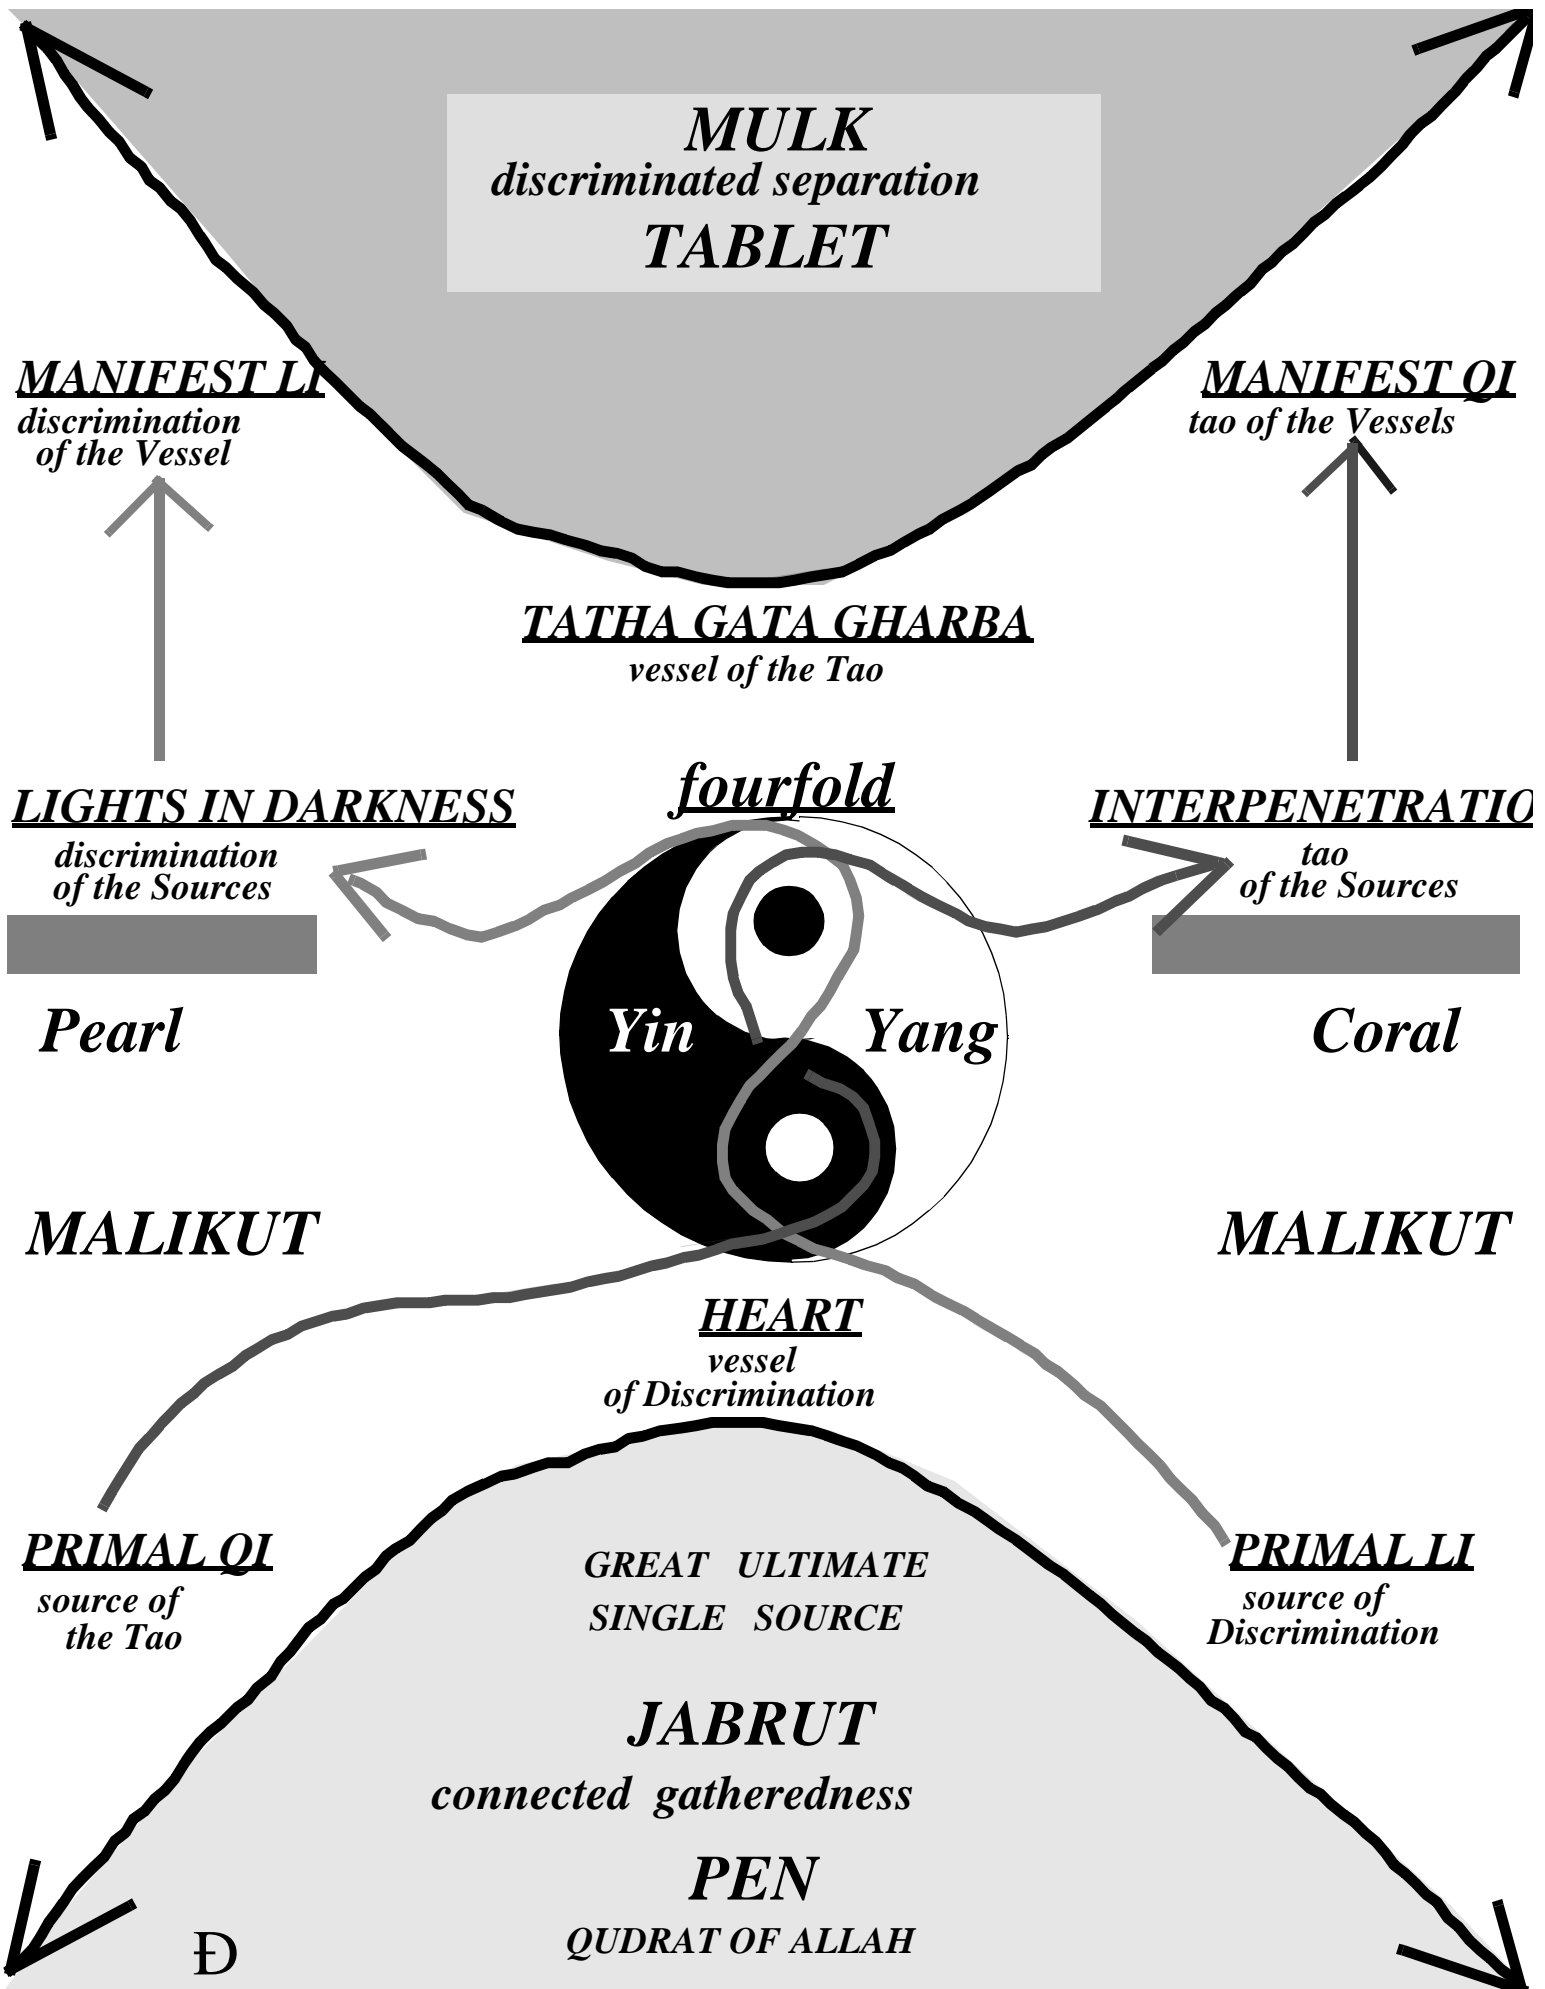 MULK
discriminated separation
TABLET
MANIFEST LI
discrimination
of the Vessel
MANIFEST QI
tao of the Vessels
TATHA GATA GHARBA
vessel of the Tao
fourfold
LIGHTS IN DARKNESS
discrimination
of the Sources
INTERPENETRATIO
tao
of the Sources
Yin
Yang
Pearl
Coral
MALIKUT
MALIKUT
HEART
vessel
of Discrimination
PRIMAL QI
source of
the Tao
PRIMAL LI
source of
Discrimination
GREAT ULTIMATE
SINGLE SOURCE
JABRUT
connected gatheredness
PEN
QUDRAT OF ALLAH
Đ